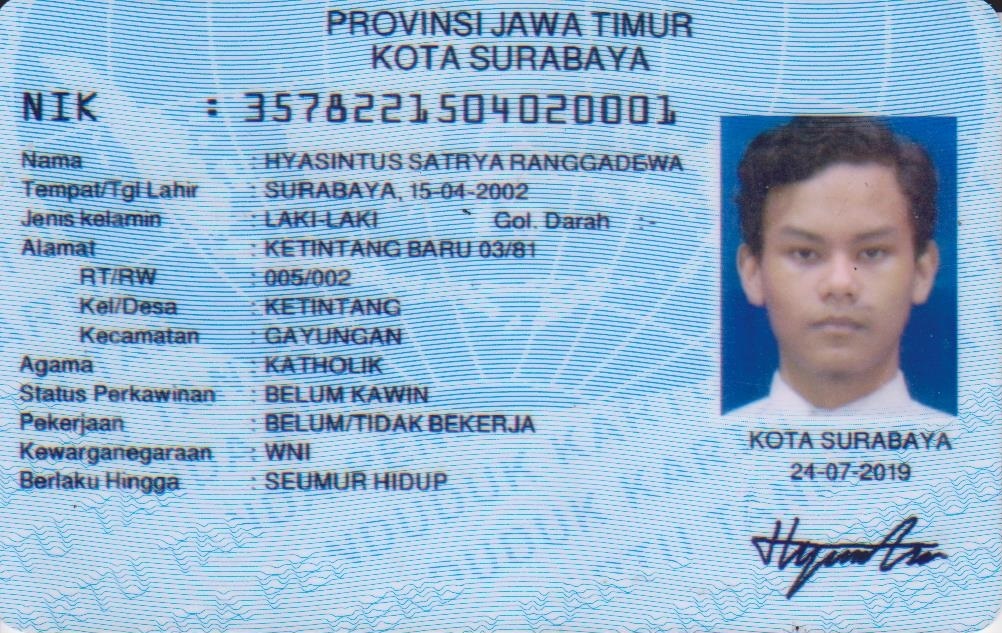 PROVINSI JAWA TIMUR
KOTA SURABAYA
NIK : 3578221504020001
Nama : HYASINTUS SATRYA RANGGADEWA
Tempat/Tgl Lahir : SURABAYA, 15-04-2002
Jenis kelamin : LAKI-LAKI Gol. Darah : -
Alamat : KETINTANG BARU 03/81
RT/RW : 005/002
Kel/Desa : KETINTANG
Kecamatan : GAYUNGAN
Agama : KATHOLIK
Status Perkawinan : BELUM KAWIN
Pekerjaan : BELUM/TIDAK BEKERJA
Kewarganegaraan : WNI
Berlaku Hingga : SEUMUR HIDUP
KOTA SURABAYA
24-07-2019